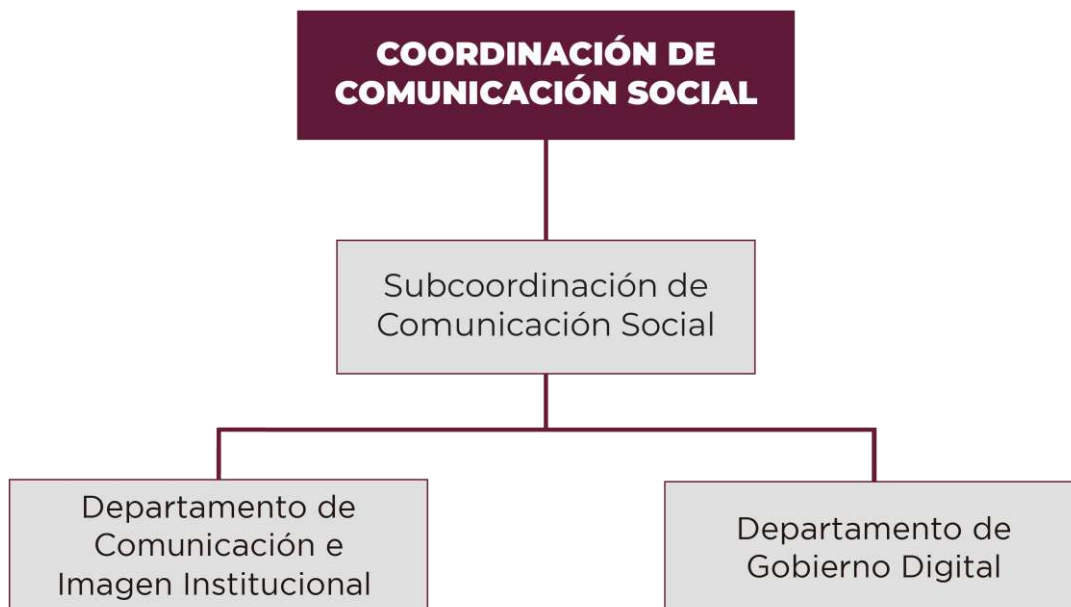 COORDINACIÓN DE
COMUNICACIÓN SOCIAL
Subcoordinación de
Comunicación Social
Departamento de
Comunicación e
Imagen Institucional
Departamento de
Gobierno Digital